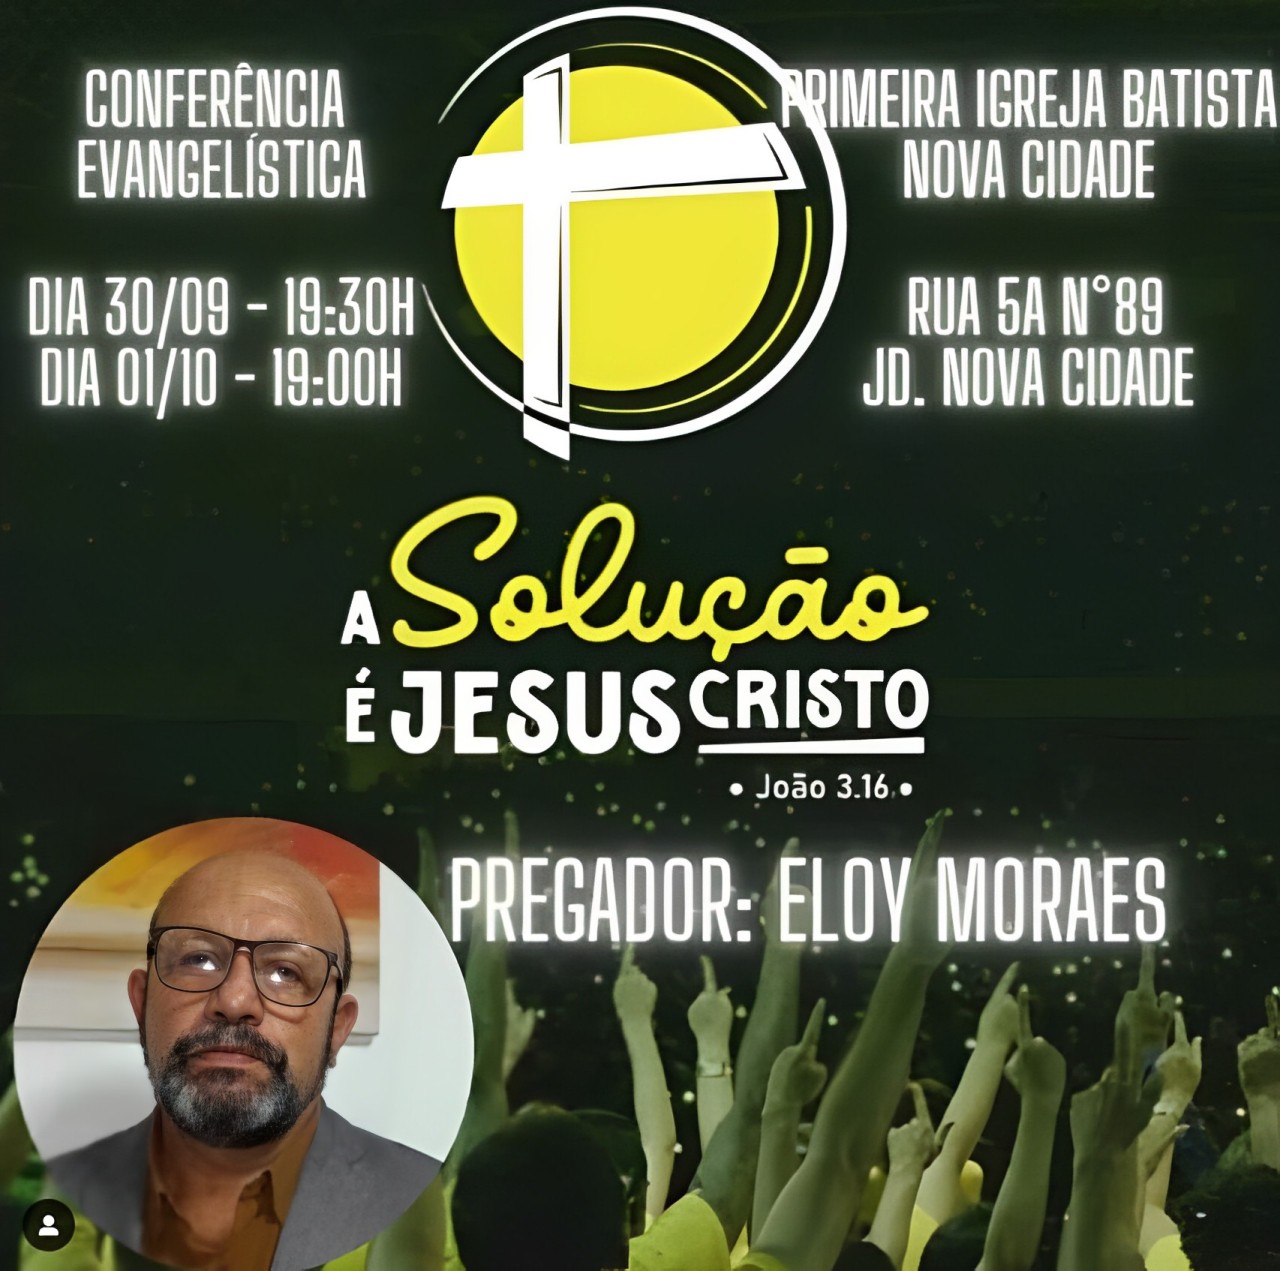 CONFERÊNCIA
EVANGELÍSTICA
DIA 30/09 - 19:30H
DIA 01/10 - 19:00H
PRIMEIRA IGREJA BATISTA
NOVA CIDADE
RUA 5A N°89
JD. NOVA CIDADE
A Solução
É JESUS CRISTO
• João 3.16 •
PREGADOR: ELOY MORAES